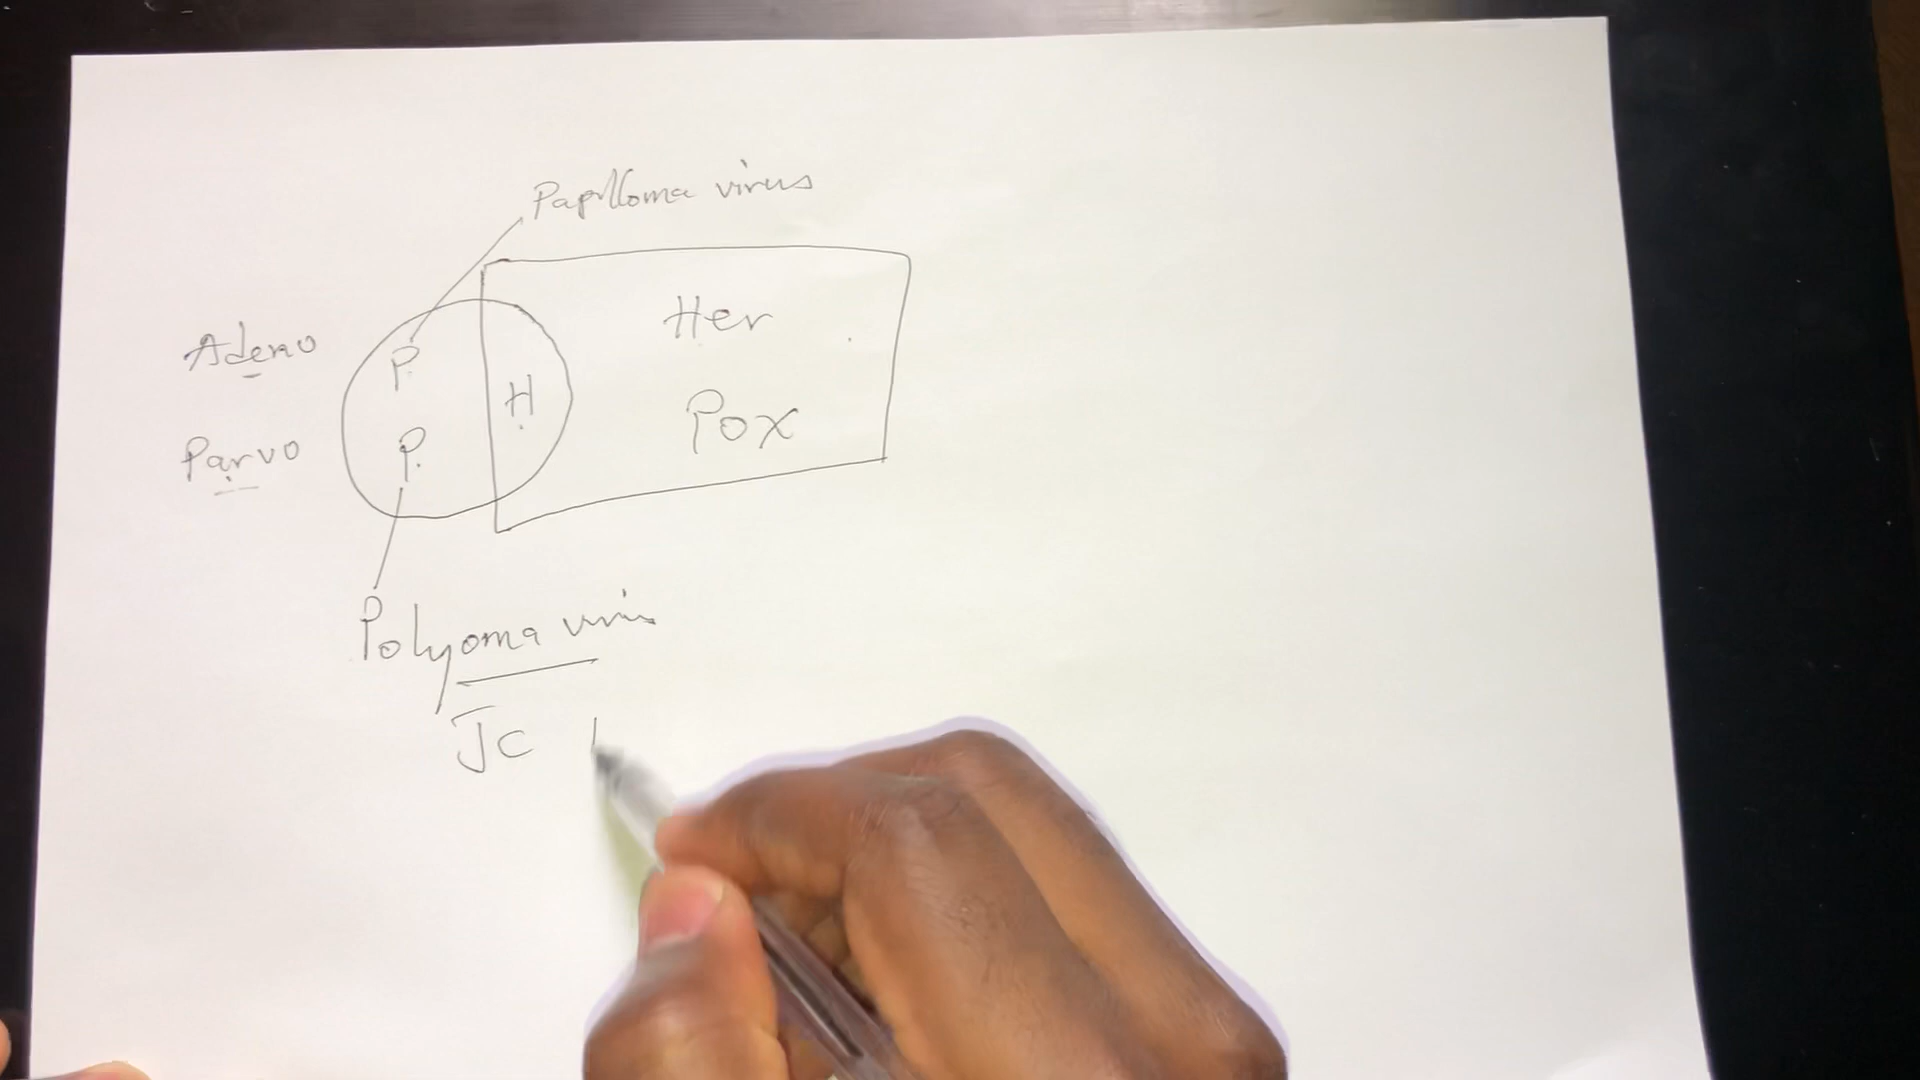 Papilloma virus
Her
Adeno
P.
H
Pox
Parvo
P.
Polyoma virus
JC